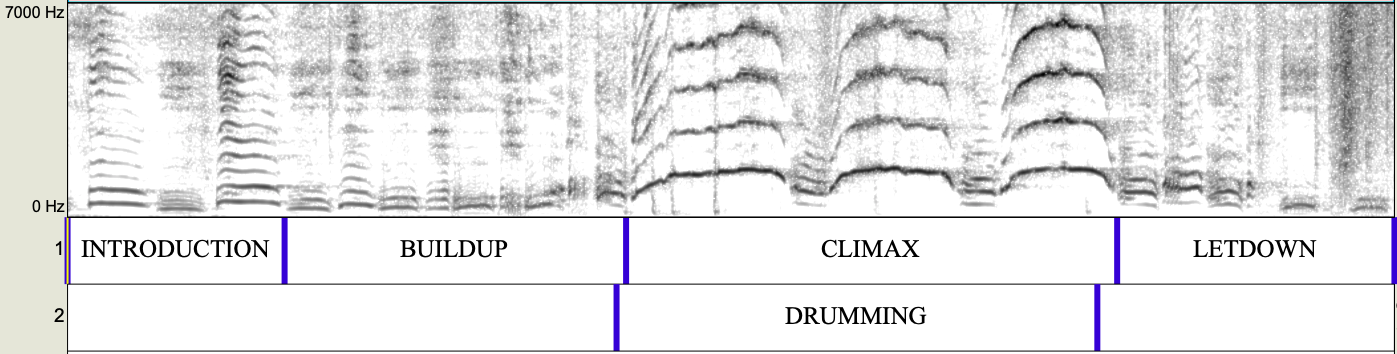 7000 Hz
0 Hz
1 INTRODUCTION BUILDUP CLIMAX LETDOWN
2 DRUMMING